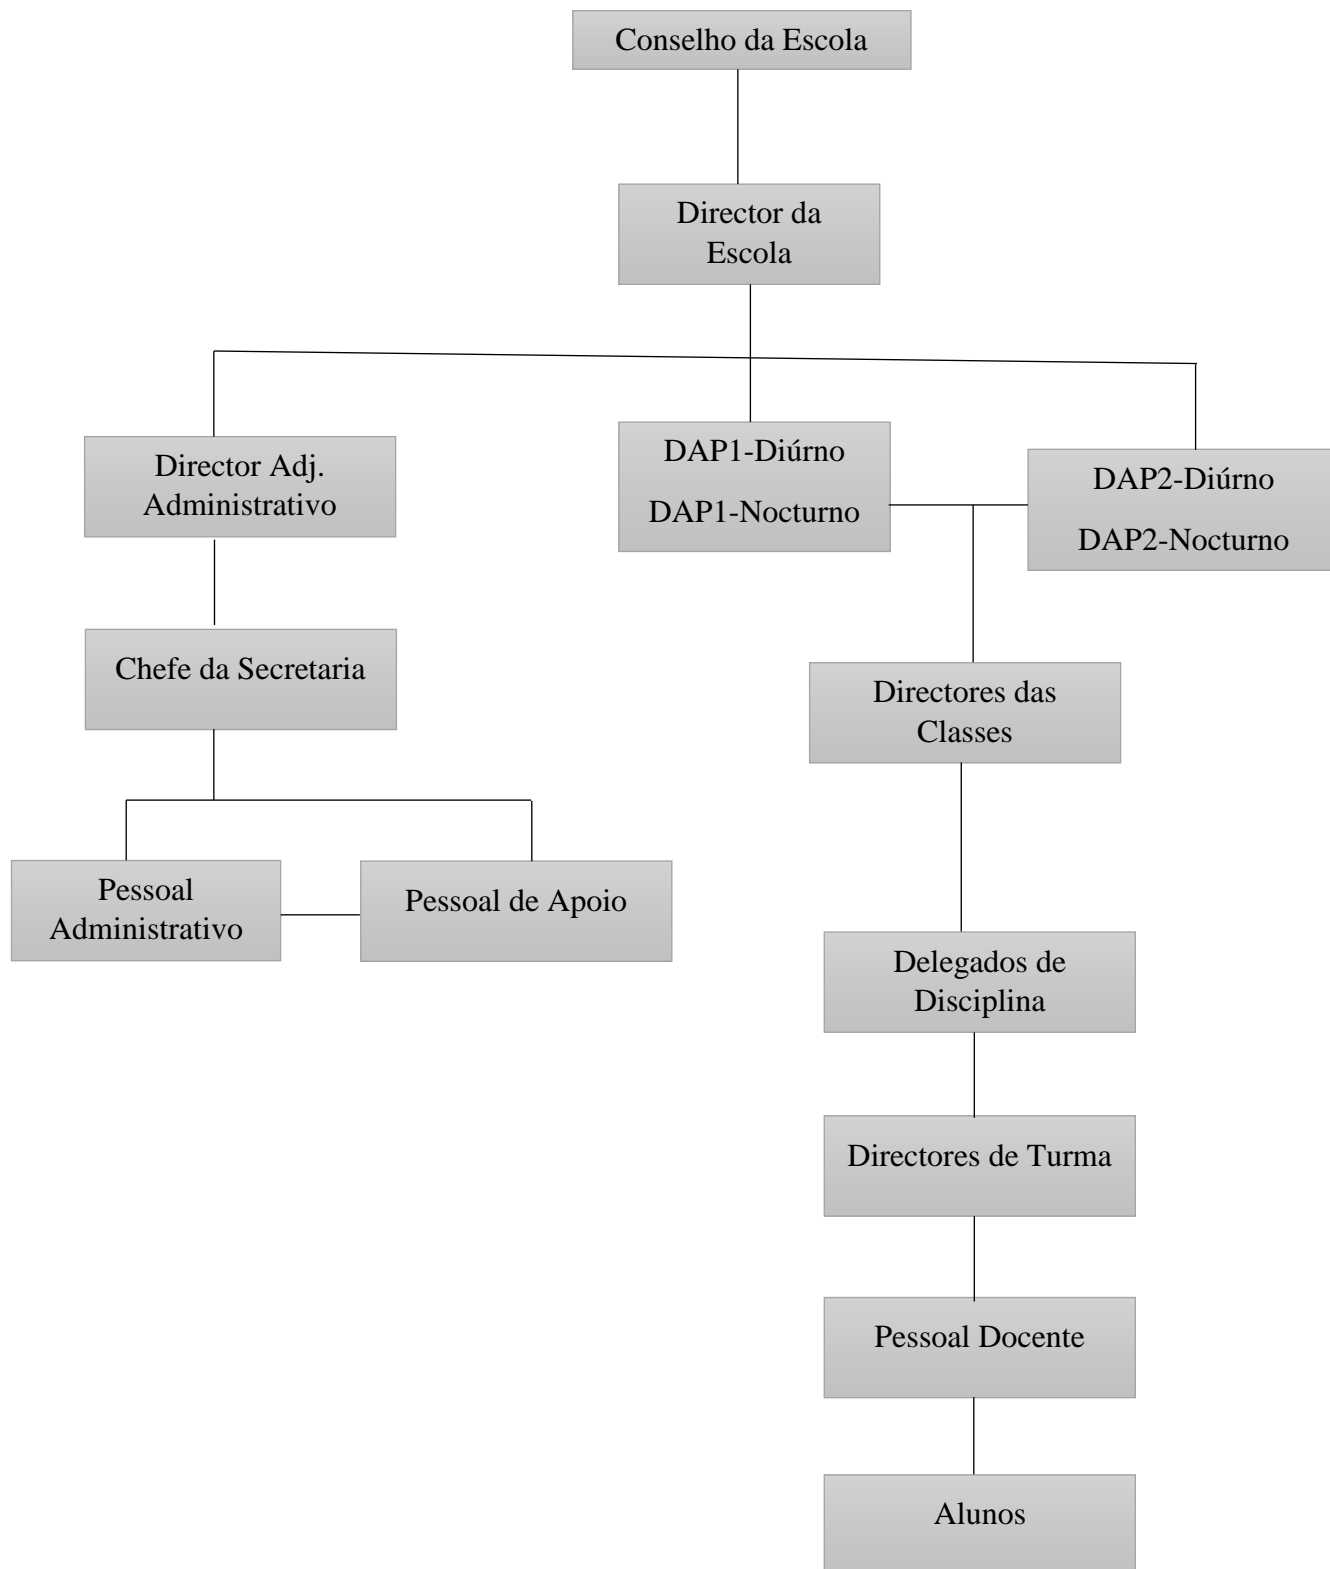 Conselho da Escola
Director da
Escola
Director Adj.
Administrativo
DAP1-Diúrno
DAP1-Nocturno
DAP2-Diúrno
DAP2-Nocturno
Chefe da Secretaria
Directores das
Classes
Pessoal
Administrativo
Pessoal de Apoio
Delegados de
Disciplina
Directores de Turma
Pessoal Docente
Alunos